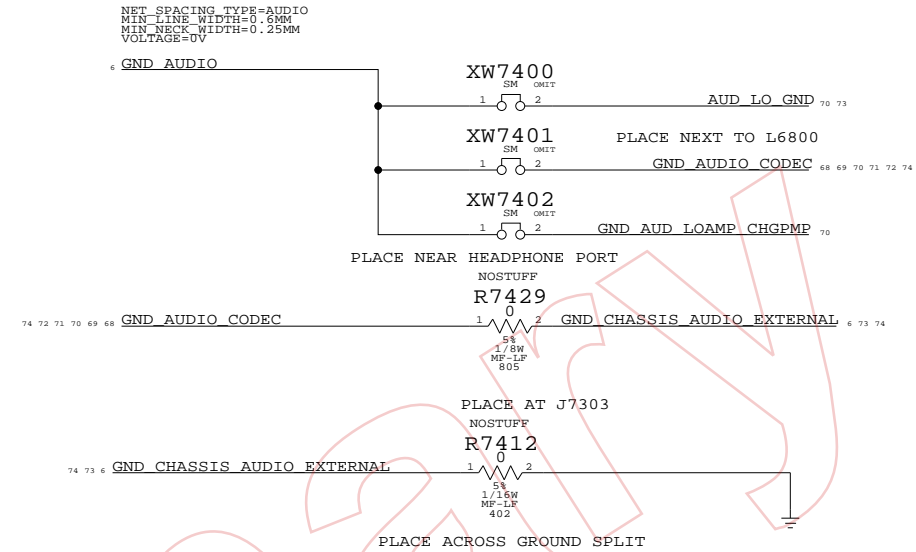 NET_SPACING_TYPE=AUDIO
MIN_LINE_WIDTH=0.6MM
MIN_NECK_WIDTH=0.25MM
VOLTAGE=0V
6 GND_AUDIO
XW7400
SM OMIT
1 2 AUD_LO_GND 70 73
XW7401 PLACE NEXT TO L6800
SM OMIT
1 2 GND_AUDIO_CODEC 68 69 70 71 72 74
XW7402
SM OMIT
1 2 GND_AUD_LOAMP_CHGPMP 70
PLACE NEAR HEADPHONE PORT
NOSTUFF
R7429
0
74 72 71 70 69 68 GND_AUDIO_CODEC 1 2 GND_CHASSIS_AUDIO_EXTERNAL 6 73 74
5%
1/8W
MF-LF
805
PLACE AT J7303
NOSTUFF
R7412
0
74 73 6 GND_CHASSIS_AUDIO_EXTERNAL 1 2
5%
1/16W
MF-LF
402
PLACE ACROSS GROUND SPLIT